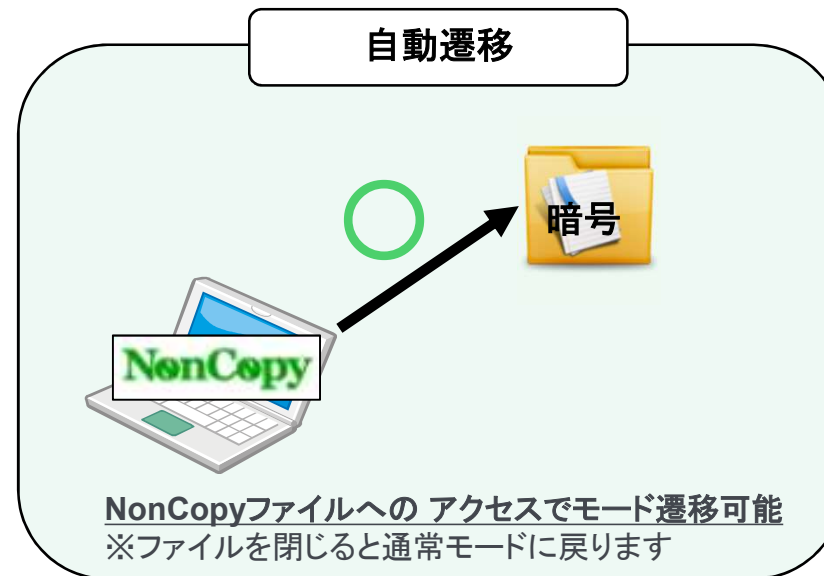 自動遷移
暗号
NonCopy
NonCopyファイルへの アクセスでモード遷移可能
※ファイルを閉じると通常モードに戻ります